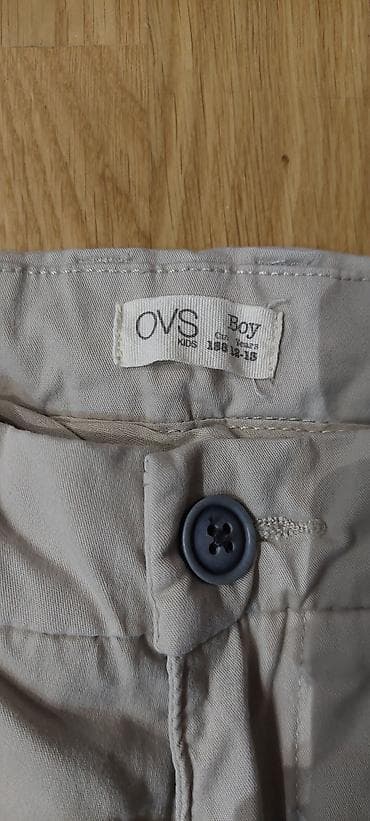 OVS Boy
KIDS Cm. Years
158 12-13